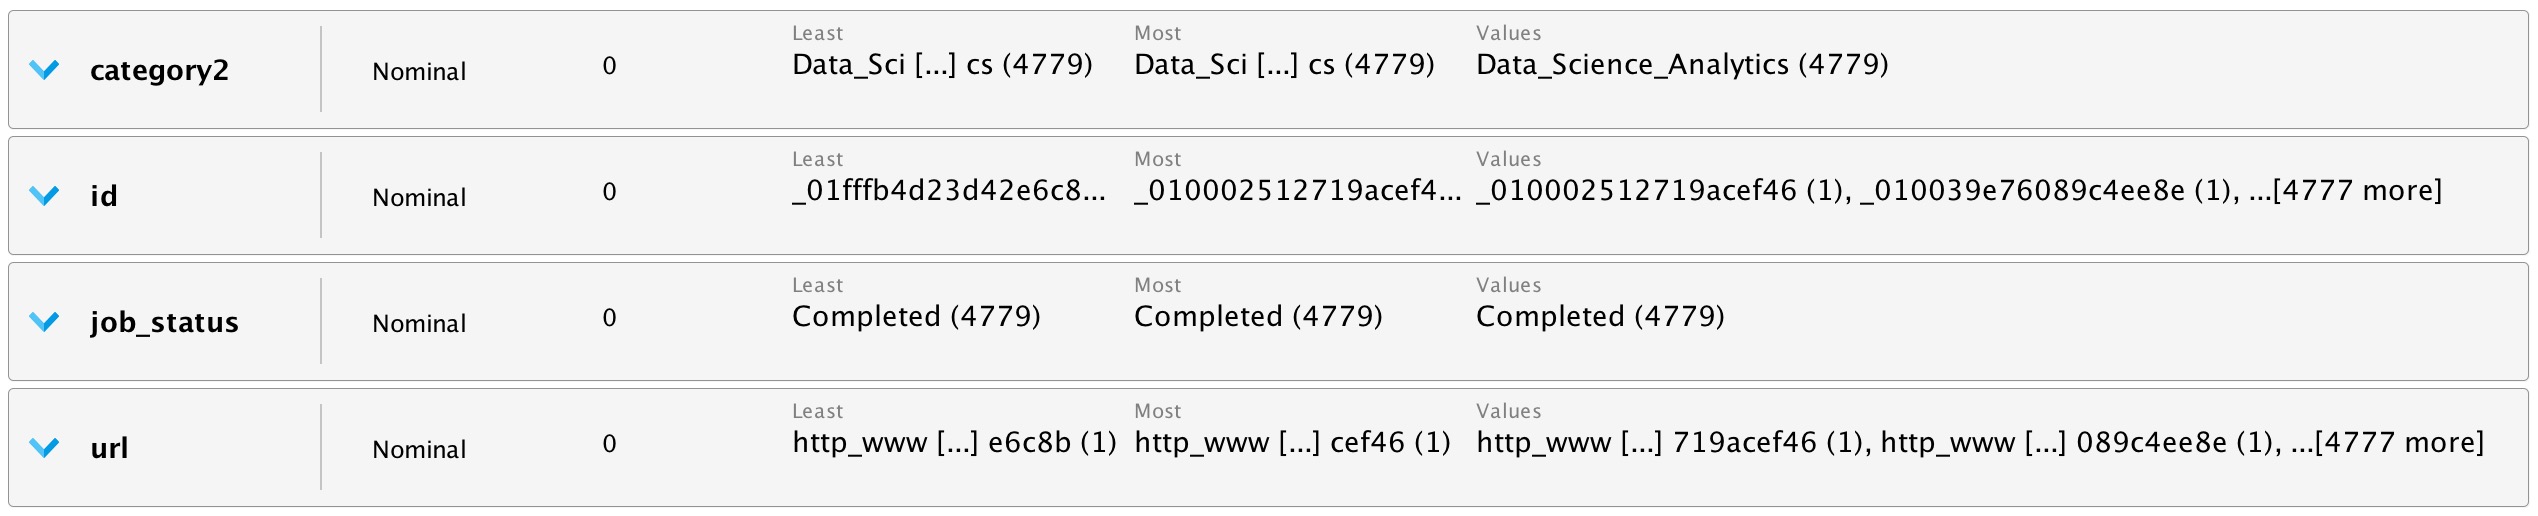 Least Most Values
category2 Nominal 0 Data_Sci [...] cs (4779) Data_Sci [...] cs (4779) Data_Science_Analytics (4779)
Least Most Values
id Nominal 0 _01fffb4d23d42e6c8... _010002512719acef4... _010002512719acef46 (1), _010039e76089c4ee8e (1), ...[4777 more]
Least Most Values
job_status Nominal 0 Completed (4779) Completed (4779) Completed (4779)
Least Most Values
url Nominal 0 http_www [...] e6c8b (1) http_www [...] cef46 (1) http_www [...] 719acef46 (1), http_www [...] 089c4ee8e (1), ...[4777 more]